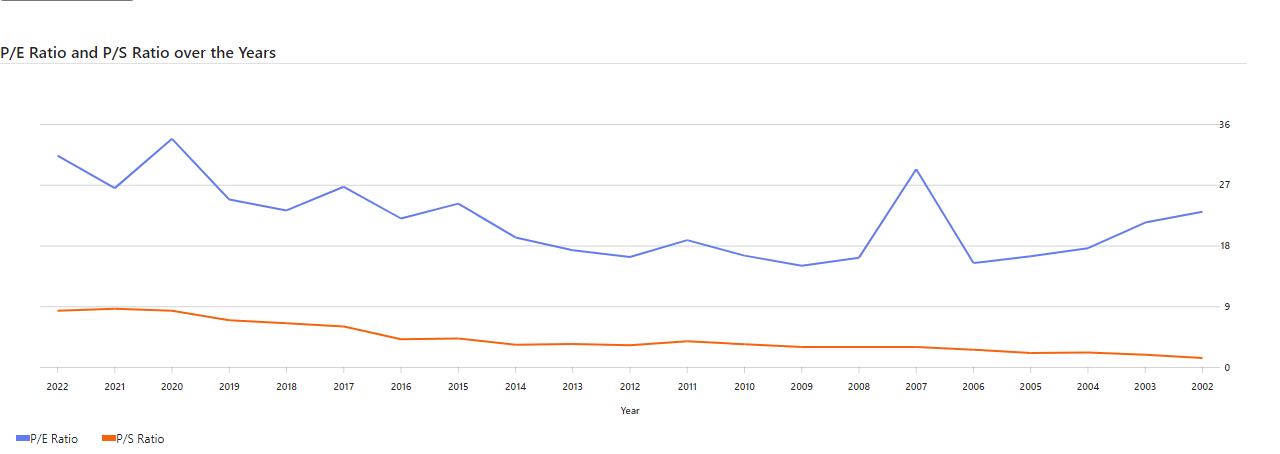 P/E Ratio and P/S Ratio over the Years
36
27
18
9
0
2022 2021 2020 2019 2018 2017 2016 2015 2014 2013 2012 2011 2010 2009 2008 2007 2006 2005 2004 2003 2002
Year
P/E Ratio P/S Ratio